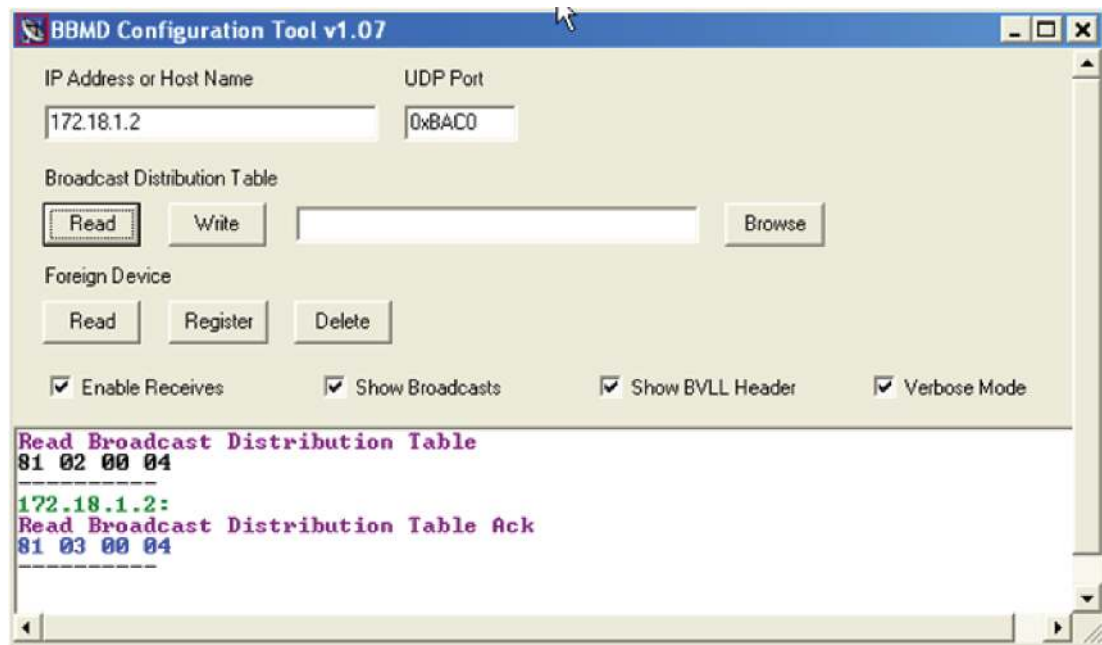 BBMD Configuration Tool v1.07
IP Address or Host Name UDP Port
172.18.1.2 0xBAC0
Broadcast Distribution Table
Read Write Browse
Foreign Device
Read Register Delete
Enable Receives Show Broadcasts Show BVLL Header Verbose Mode
Read Broadcast Distribution Table
81 02 00 04
----------
172.18.1.2:
Read Broadcast Distribution Table Ack
81 03 00 04
----------